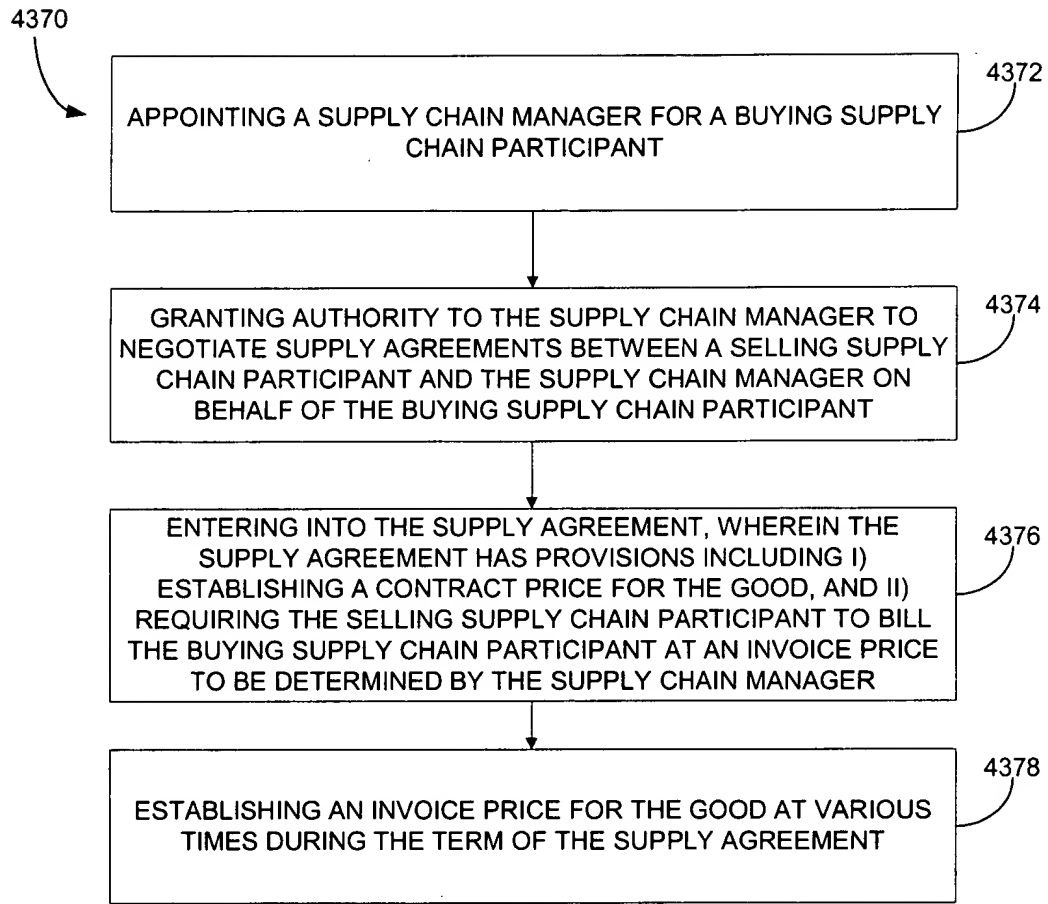 4370
4372
APPOINTING A SUPPLY CHAIN MANAGER FOR A BUYING SUPPLY
CHAIN PARTICIPANT
4374
GRANTING AUTHORITY TO THE SUPPLY CHAIN MANAGER TO
NEGOTIATE SUPPLY AGREEMENTS BETWEEN A SELLING SUPPLY
CHAIN PARTICIPANT AND THE SUPPLY CHAIN MANAGER ON
BEHALF OF THE BUYING SUPPLY CHAIN PARTICIPANT
4376
ENTERING INTO THE SUPPLY AGREEMENT, WHEREIN THE
SUPPLY AGREEMENT HAS PROVISIONS INCLUDING I)
ESTABLISHING A CONTRACT PRICE FOR THE GOOD, AND II)
REQUIRING THE SELLING SUPPLY CHAIN PARTICIPANT TO BILL
THE BUYING SUPPLY CHAIN PARTICIPANT AT AN INVOICE PRICE
TO BE DETERMINED BY THE SUPPLY CHAIN MANAGER
4378
ESTABLISHING AN INVOICE PRICE FOR THE GOOD AT VARIOUS
TIMES DURING THE TERM OF THE SUPPLY AGREEMENT